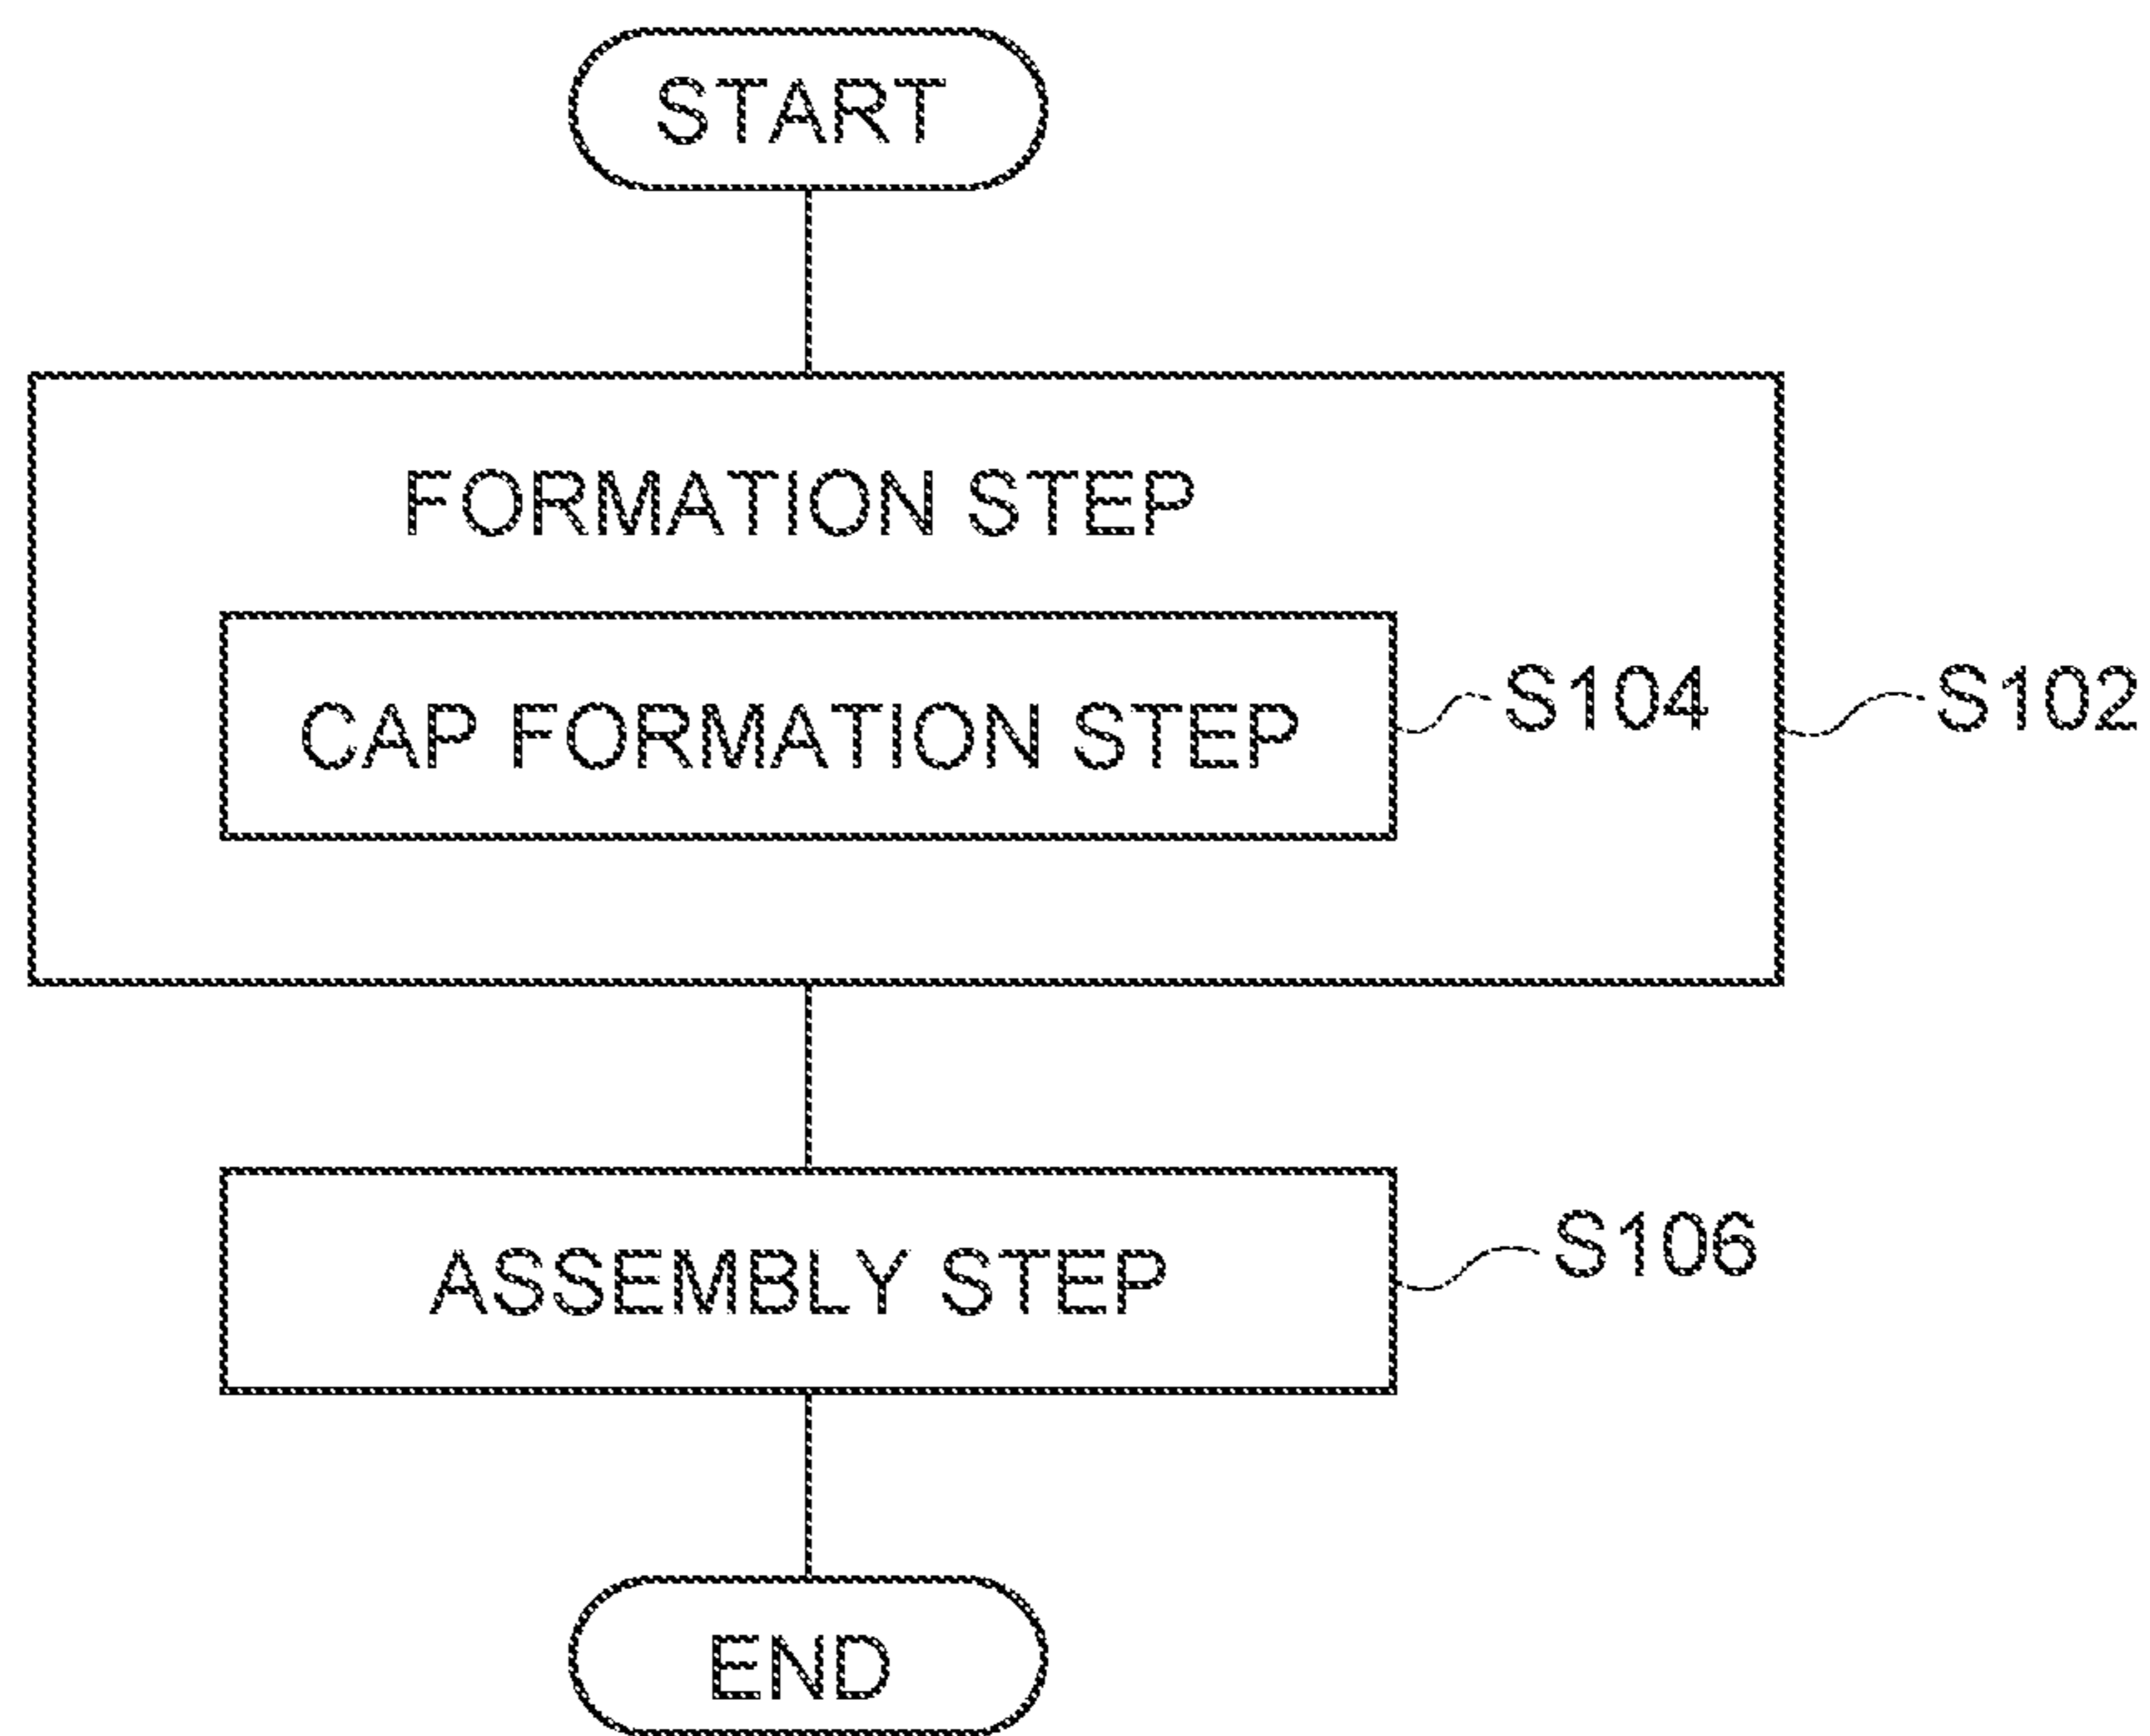 START
FORMATION STEP
CAP FORMATION STEP
S104
S102
ASSEMBLY STEP
S106
END